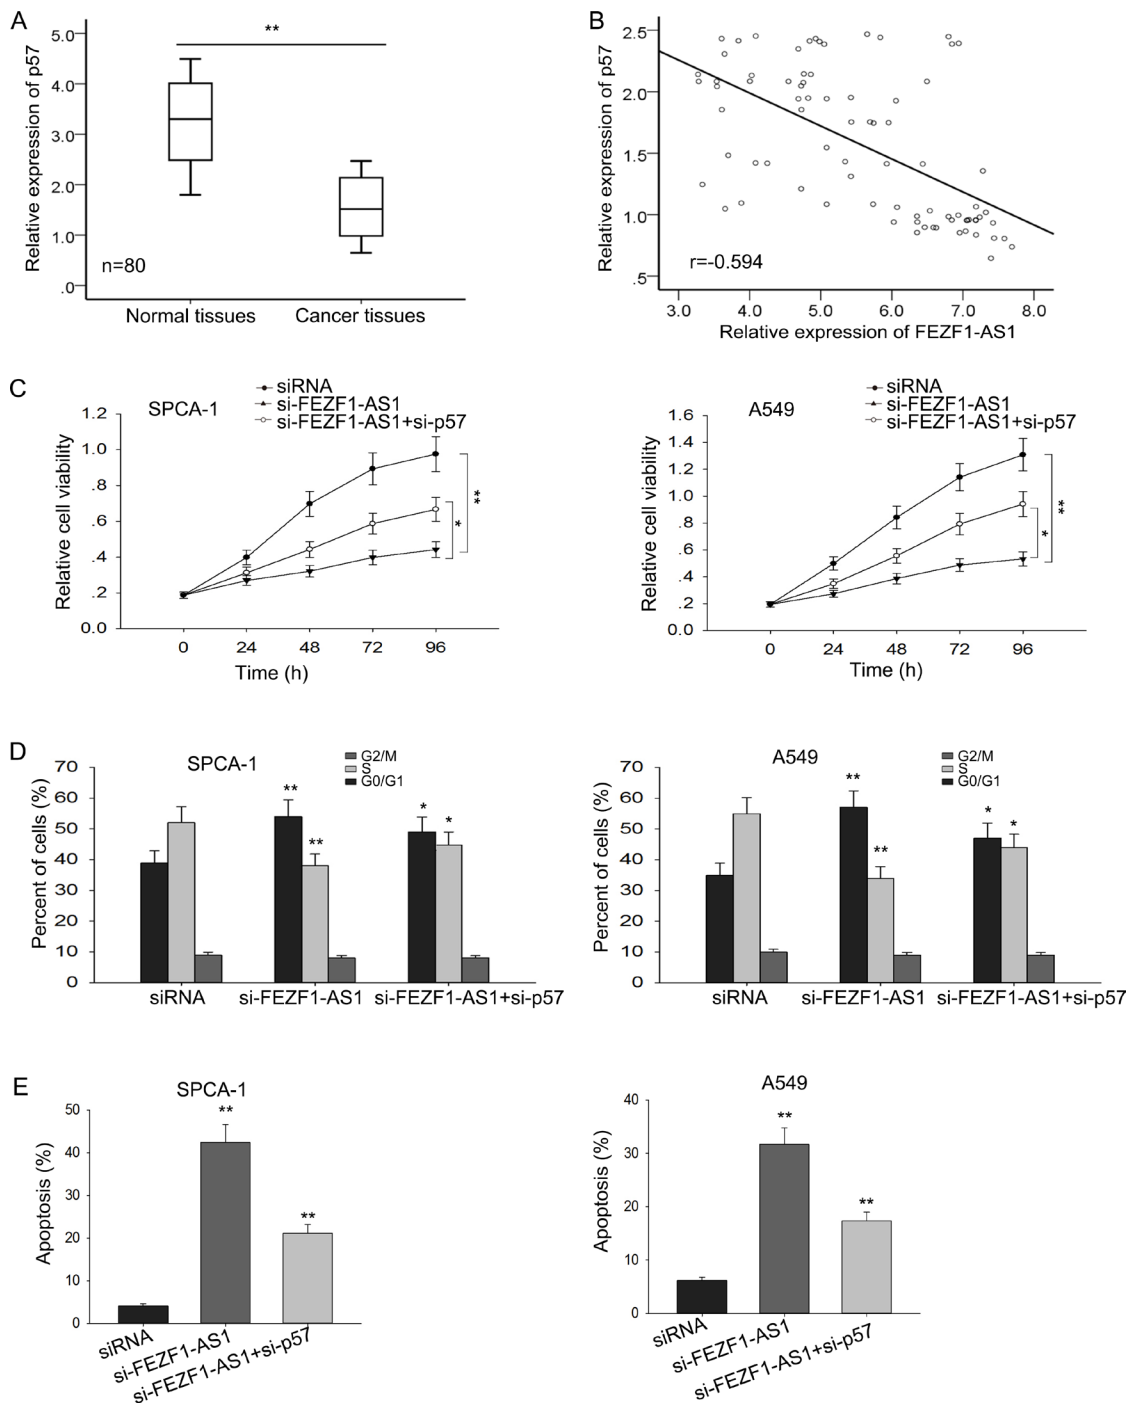 A
Relative expression of p57
5.0
4.0
3.0
2.0
1.0
.0
**
n=80
Normal tissues
Cancer tissues
B
Relative expression of p57
2.5
2.0
1.5
1.0
.5
r=-0.594
3.0 4.0 5.0 6.0 7.0 8.0
Relative expression of FEZF1-AS1
C
SPCA-1
siRNA
si-FEZF1-AS1
si-FEZF1-AS1+si-p57
Relative cell viability
1.2
1.0
.8
.6
.4
.2
0.0
*
**
0 24 48 72 96
Time (h)
A549
siRNA
si-FEZF1-AS1
si-FEZF1-AS1+si-p57
Relative cell viability
1.6
1.4
1.2
1.0
.8
.6
.4
.2
0.0
*
**
0 24 48 72 96
Time (h)
D
SPCA-1
G2/M
S
G0/G1
Percent of cells (%)
70
60
50
40
30
20
10
0
** ** * *
siRNA si-FEZF1-AS1 si-FEZF1-AS1+si-p57
A549
G2/M
S
G0/G1
Percent of cells (%)
70
60
50
40
30
20
10
0
** ** * *
siRNA si-FEZF1-AS1 si-FEZF1-AS1+si-p57
E
SPCA-1
Apoptosis (%)
50
40
30
20
10
0
** **
siRNA
si-FEZF1-AS1
si-FEZF1-AS1+si-p57
A549
Apoptosis (%)
40
30
20
10
0
** **
siRNA
si-FEZF1-AS1
si-FEZF1-AS1+si-p57